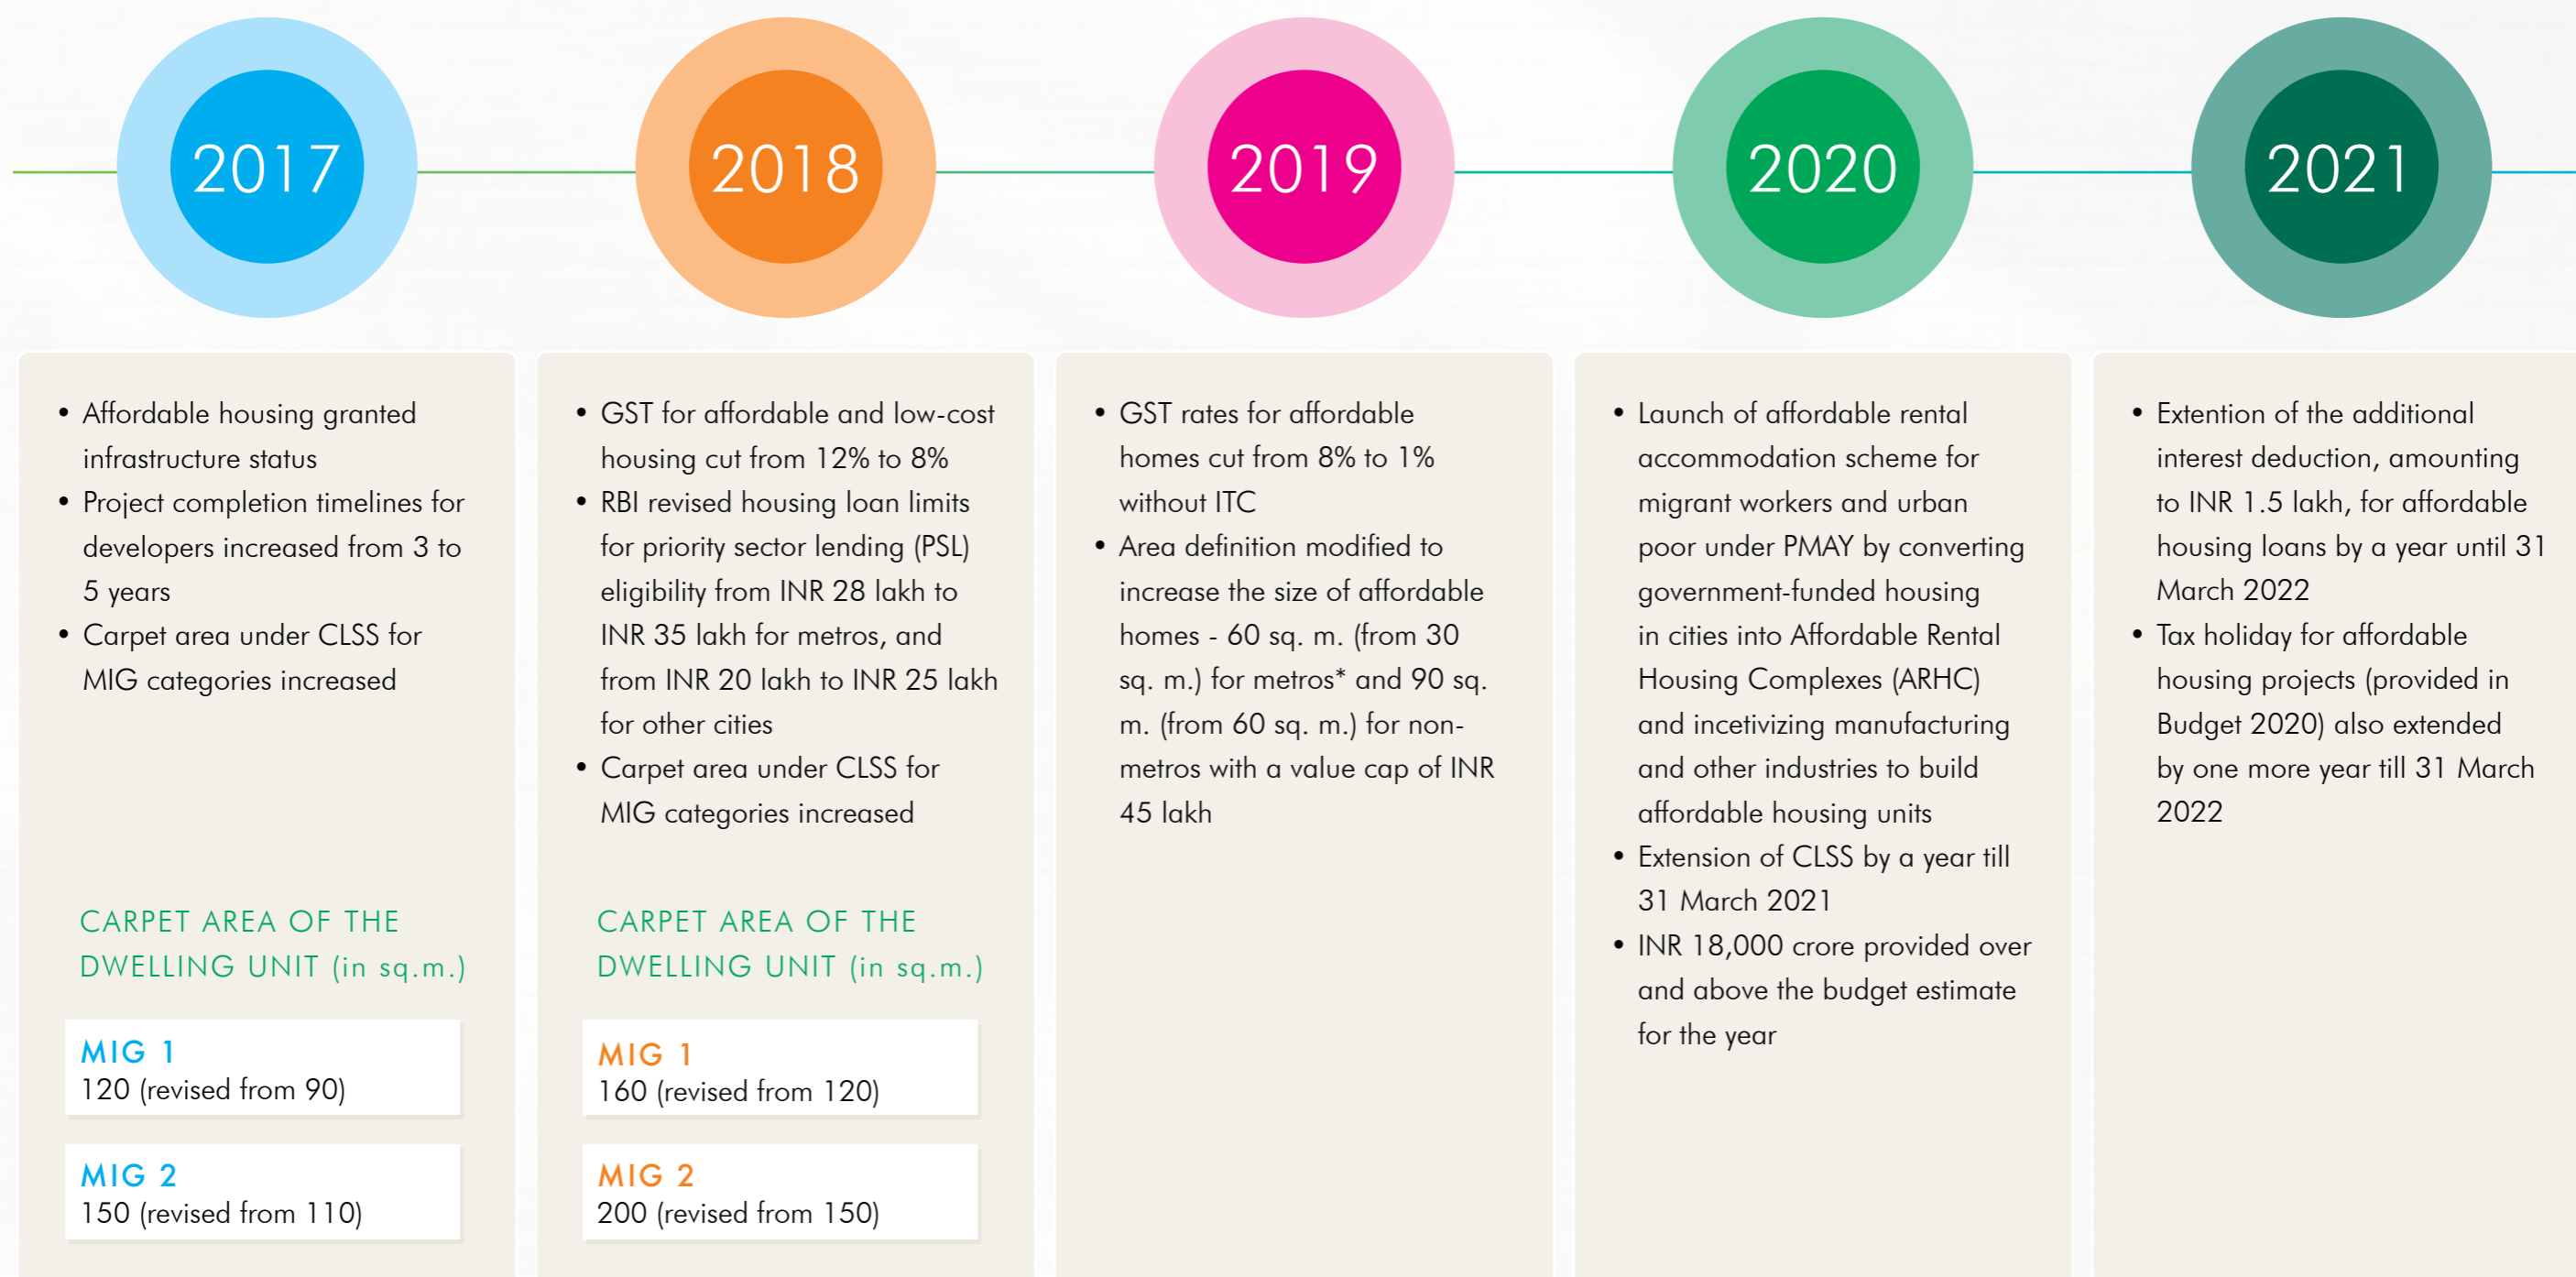 2017
2018
2019
2020
2021
• Affordable housing granted
infrastructure status
• Project completion timelines for
developers increased from 3 to
5 years
• Carpet area under CLSS for
MIG categories increased
CARPET AREA OF THE
DWELLING UNIT (in sq.m.)
MIG 1
120 (revised from 90)
MIG 2
150 (revised from 110)
• GST for affordable and low-cost
housing cut from 12% to 8%
• RBI revised housing loan limits
for priority sector lending (PSL)
eligibility from INR 28 lakh to
INR 35 lakh for metros, and
from INR 20 lakh to INR 25 lakh
for other cities
• Carpet area under CLSS for
MIG categories increased
CARPET AREA OF THE
DWELLING UNIT (in sq.m.)
MIG 1
160 (revised from 120)
MIG 2
200 (revised from 150)
• GST rates for affordable
homes cut from 8% to 1%
without ITC
• Area definition modified to
increase the size of affordable
homes - 60 sq. m. (from 30
sq. m.) for metros* and 90 sq.
m. (from 60 sq. m.) for non-
metros with a value cap of INR
45 lakh
• Launch of affordable rental
accommodation scheme for
migrant workers and urban
poor under PMAY by converting
government-funded housing
in cities into Affordable Rental
Housing Complexes (ARHC)
and incetivizing manufacturing
and other industries to build
affordable housing units
• Extension of CLSS by a year till
31 March 2021
• INR 18,000 crore provided over
and above the budget estimate
for the year
• Extention of the additional
interest deduction, amounting
to INR 1.5 lakh, for affordable
housing loans by a year until 31
March 2022
• Tax holiday for affordable
housing projects (provided in
Budget 2020) also extended
by one more year till 31 March
2022